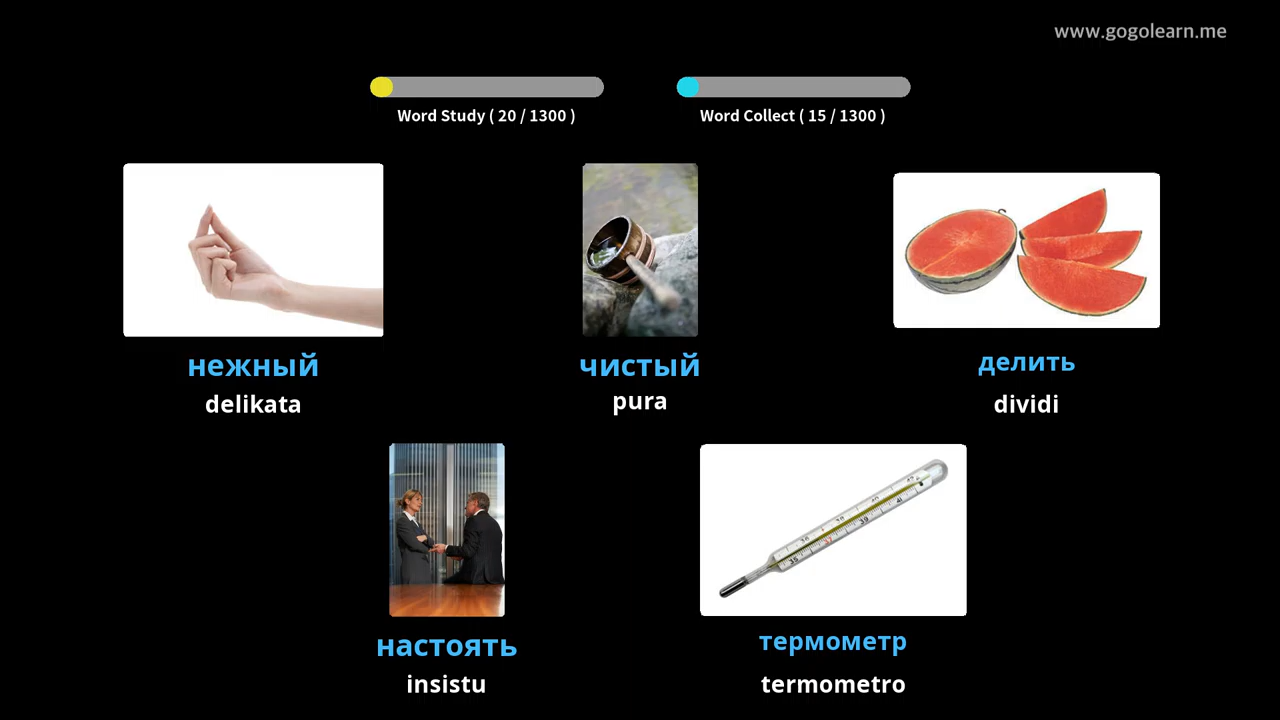 www.gogolearn.me
Word Study ( 20 / 1300 )
Word Collect ( 15 / 1300 )
нежный
чистый
делить
delikata
pura
dividi
настоять
термометр
insistu
termometro